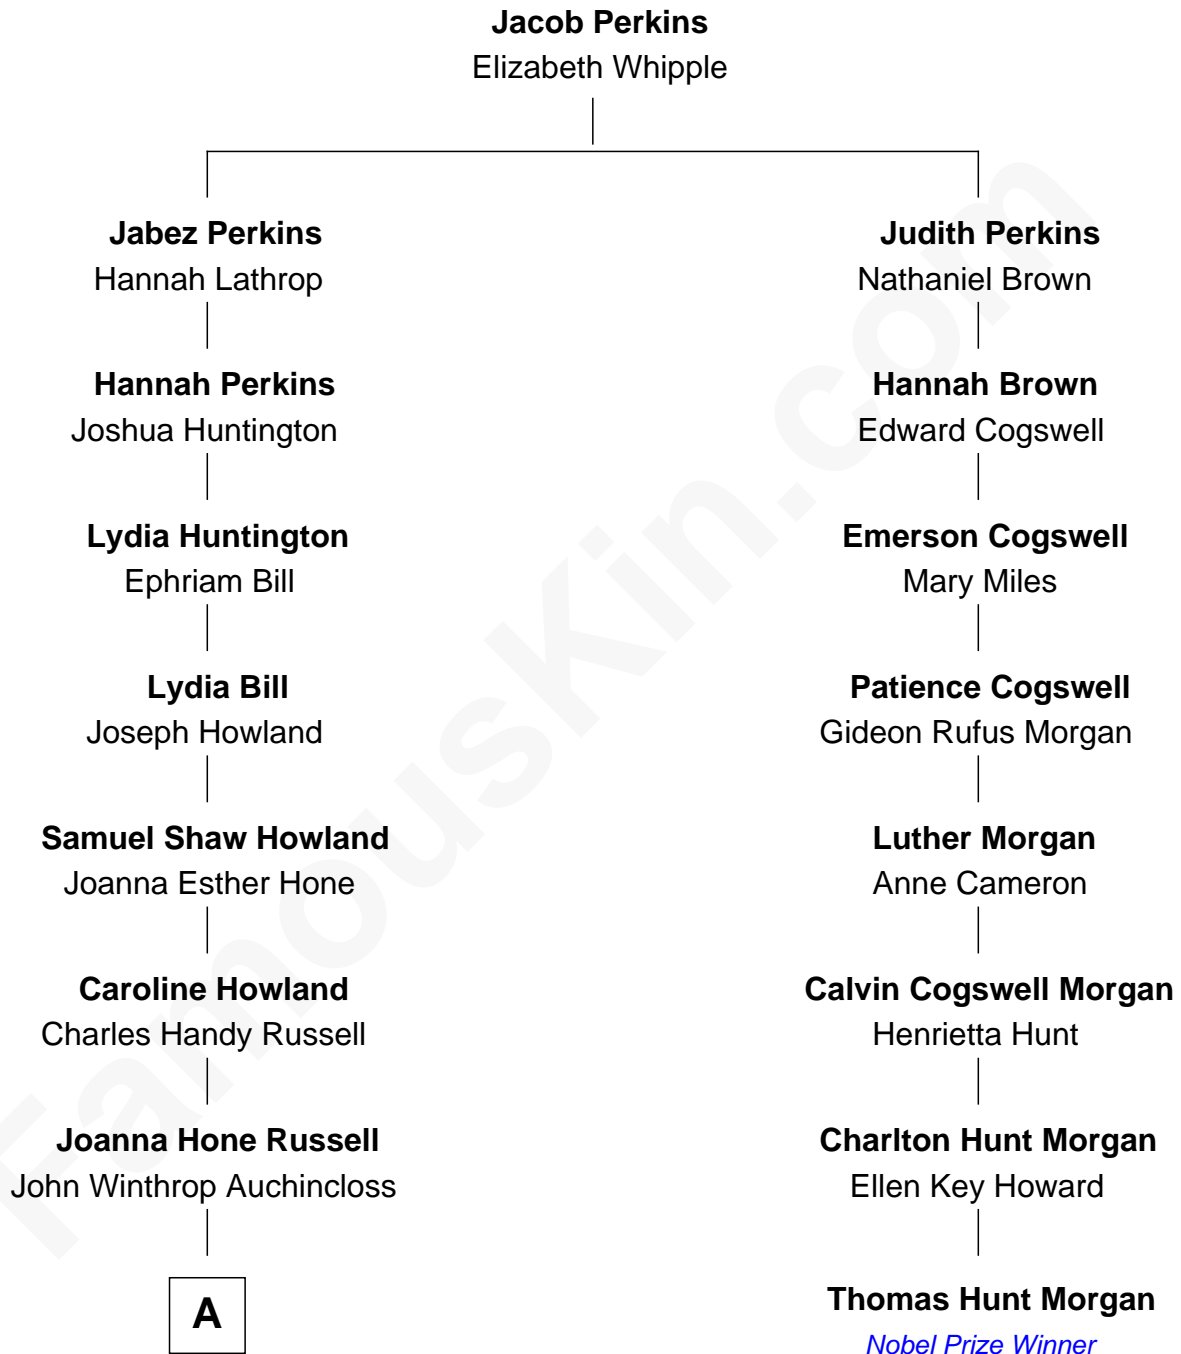 Jacob Perkins
Elizabeth Whipple
Jabez Perkins
Hannah Lathrop
Judith Perkins
Nathaniel Brown
Hannah Perkins
Joshua Huntington
Hannah Brown
Edward Cogswell
Lydia Huntington
Ephriam Bill
Emerson Cogswell
Mary Miles
Lydia Bill
Joseph Howland
Patience Cogswell
Gideon Rufus Morgan
Samuel Shaw Howland
Joanna Esther Hone
Luther Morgan
Anne Cameron
Caroline Howland
Charles Handy Russell
Calvin Cogswell Morgan
Henrietta Hunt
Joanna Hone Russell
John Winthrop Auchincloss
Charlton Hunt Morgan
Ellen Key Howard
A
Thomas Hunt Morgan
Nobel Prize Winner
FamousKin.com